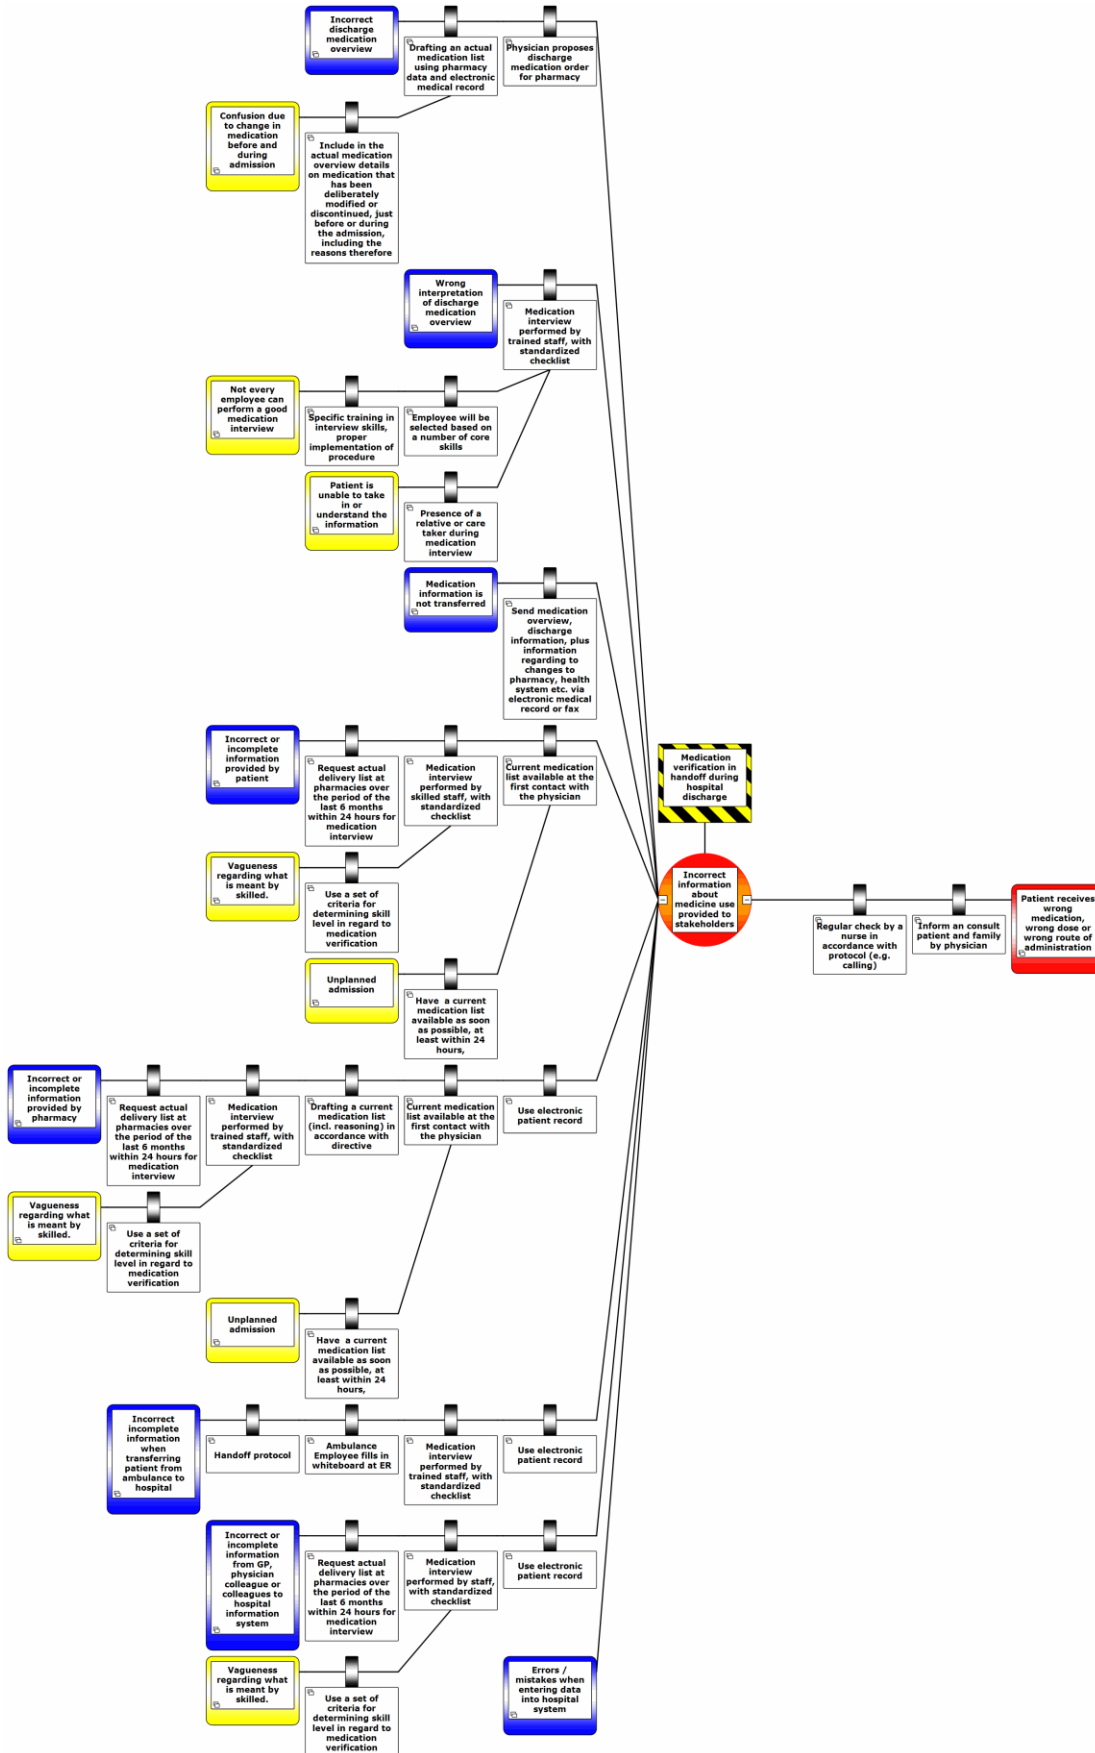 Incorrect
discharge
medication
overview
Drafting an actual
medication list
using pharmacy
data and electronic
medical record
Physician proposes
discharge
medication order
for pharmacy
Confusion due
to change in
medication
before and
during
admission
Include in the
actual medication
overview details
on medication that
has been
deliberately
modified or
discontinued, just
before or during
the admission,
including the
reasons therefore
Wrong
interpretation
of discharge
medication
overview
Medication
interview
performed by
trained staff, with
standardized
checklist
Not every
employee can
perform a good
medication
interview
Specific training in
interview skills,
proper
implementation of
procedure
Employee will be
selected based on
a number of core
skills
Patient is
unable to take
in or
understand the
information
Presence of a
relative or care
taker during
medication
interview
Medication
information is
not transferred
Send medication
overview,
discharge
information, plus
information
regarding to
changes to
pharmacy, health
system etc. via
electronic medical
record or fax
Incorrect or
incomplete
information
provided by
patient
Request actual
delivery list at
pharmacies over
the period of the
last 6 months
within 24 hours for
medication
interview
Medication
interview
performed by
skilled staff, with
standardized
checklist
Current medication
list available at the
first contact with
the physician
Vagueness
regarding what
is meant by
skilled.
Use a set of
criteria for
determining skill
level in regard to
medication
verification
Unplanned
admission
Have  a current
medication list
available as soon
as possible, at
least within 24
hours,
Medication
verification in
handoff during
hospital
discharge
Incorrect
information
about
medicine use
provided to
stakeholders
Regular check by a
nurse in
accordance with
protocol (e.g.
calling)
Inform an consult
patient and family
by physician
Patient receives
wrong
medication,
wrong dose or
wrong route of
administration
Incorrect or
incomplete
information
provided by
pharmacy
Request actual
delivery list at
pharmacies over
the period of the
last 6 months
within 24 hours for
medication
interview
Medication
interview
performed by
trained staff, with
standardized
checklist
Drafting a current
medication list
(incl. reasoning) in
accordance with
directive
Current medication
list available at the
first contact with
the physician
Use electronic
patient record
Vagueness
regarding what
is meant by
skilled.
Use a set of
criteria for
determining skill
level in regard to
medication
verification
Unplanned
admission
Have  a current
medication list
available as soon
as possible, at
least within 24
hours,
Incorrect
incomplete
information
when
transferring
patient from
ambulance to
hospital
Handoff protocol
Ambulance
Employee fills in
whiteboard at ER
Medication
interview
performed by
trained staff, with
standardized
checklist
Use electronic
patient record
Incorrect or
incomplete
information
from GP,
physician
colleague or
colleagues to
hospital
information
system
Request actual
delivery list at
pharmacies over
the period of the
last 6 months
within 24 hours for
medication
interview
Medication
interview
performed by staff,
with standardized
checklist
Use electronic
patient record
Vagueness
regarding what
is meant by
skilled.
Use a set of
criteria for
determining skill
level in regard to
medication
verification
Errors /
mistakes when
entering data
into hospital
system